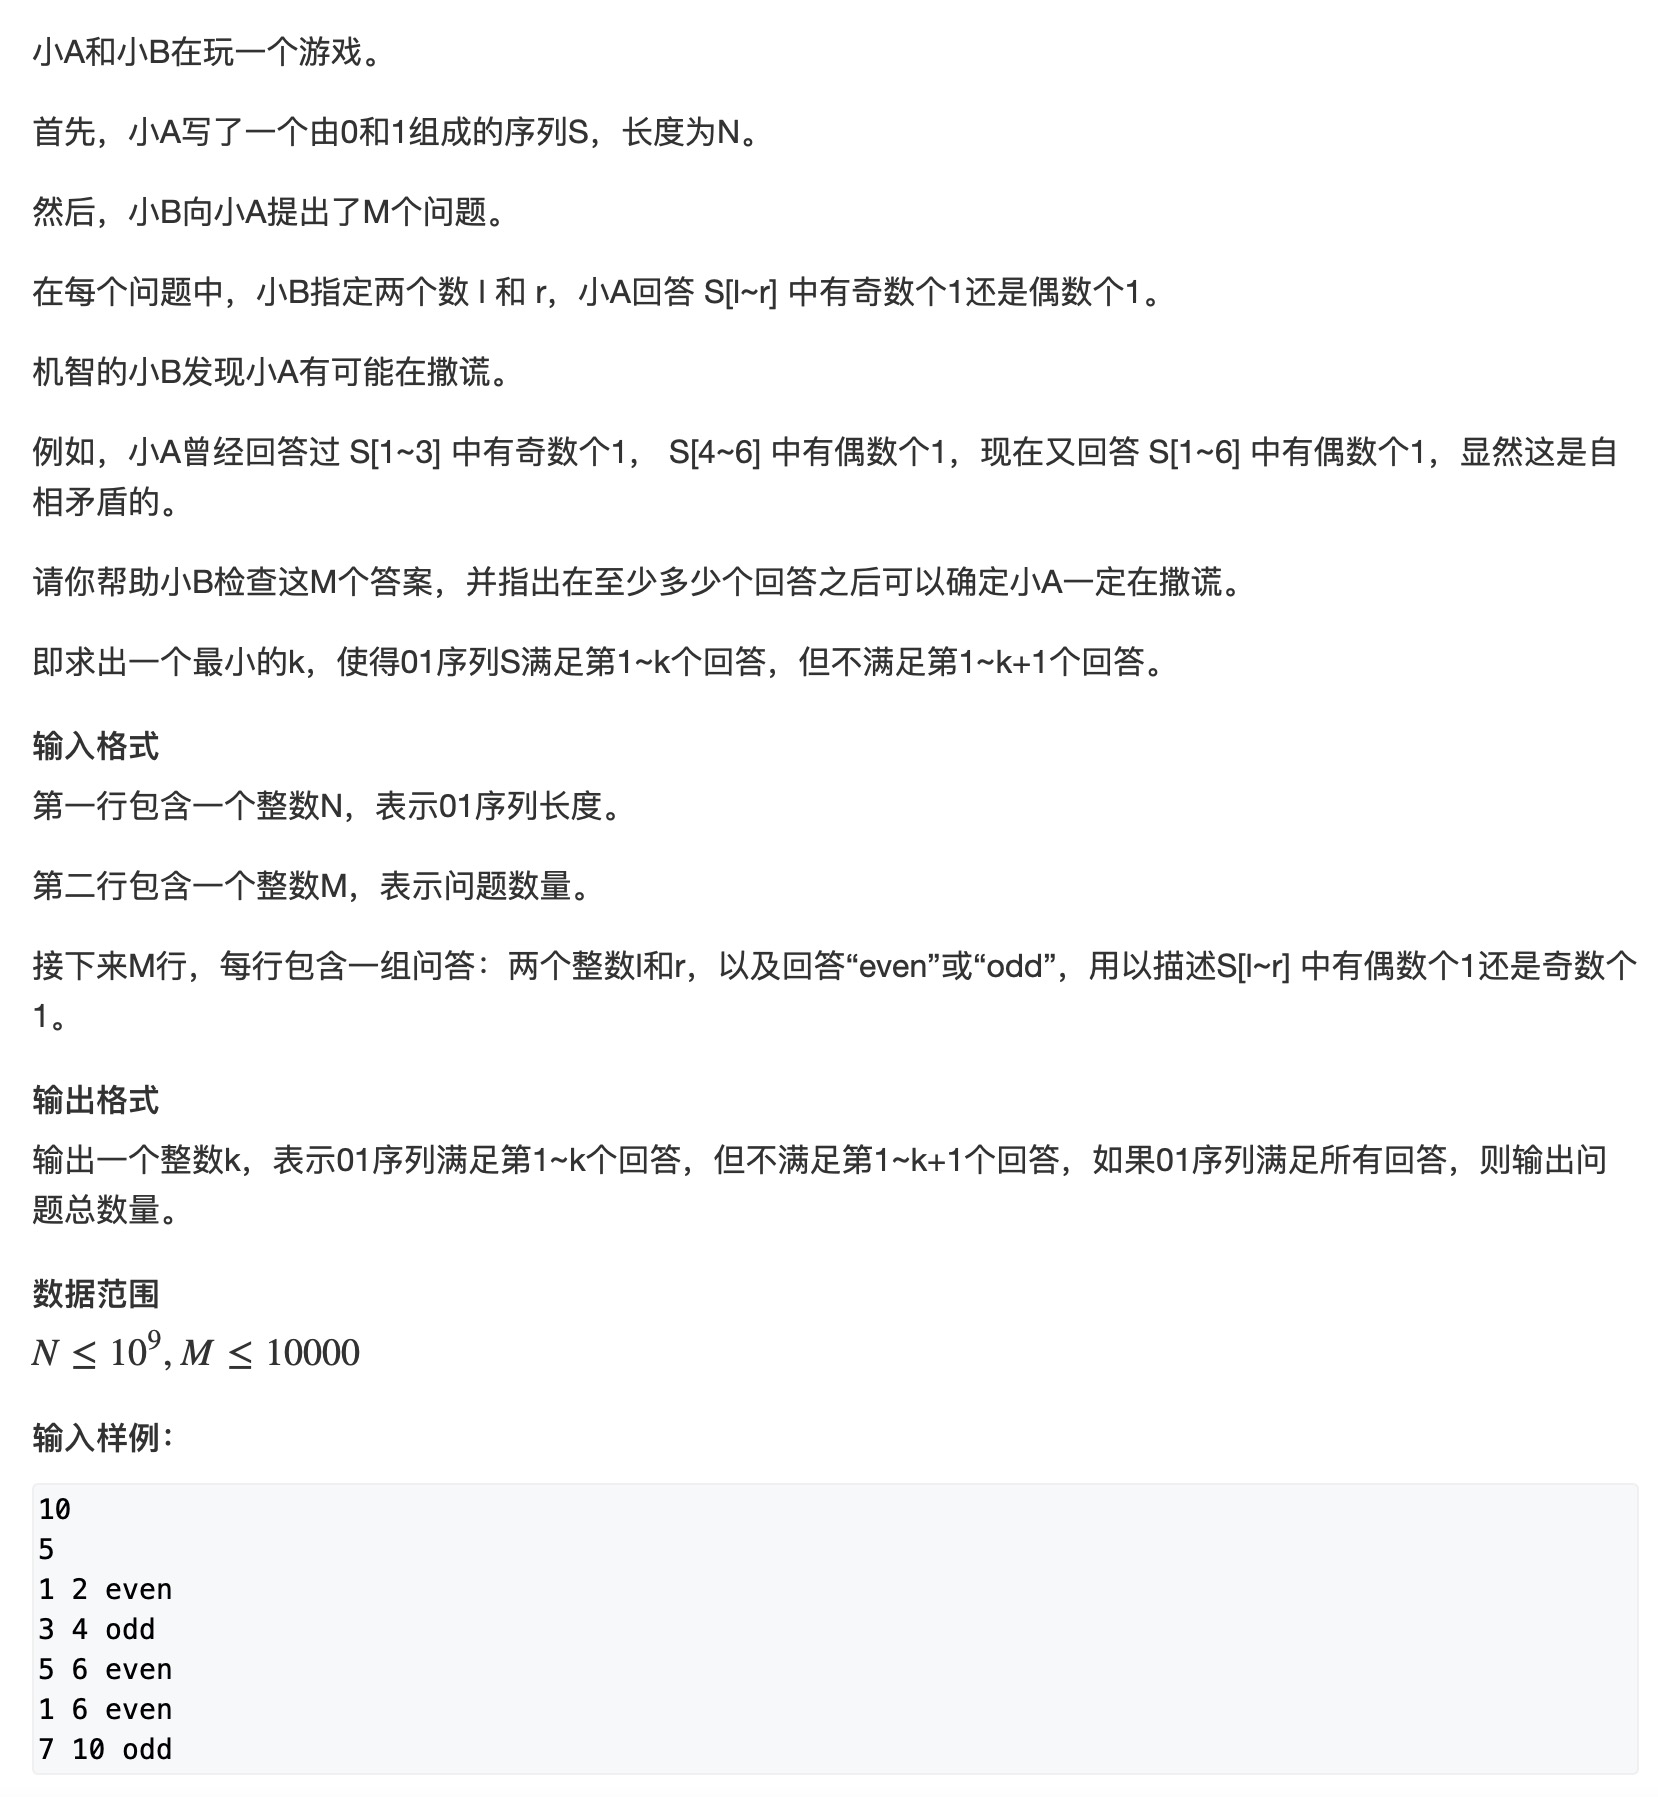 小A和小B在玩一个游戏。
首先，小A写了一个由0和1组成的序列S，长度为N。
然后，小B向小A提出了M个问题。
在每个问题中，小B指定两个数 l 和 r，小A回答 S[l~r] 中有奇数个1还是偶数个1。
机智的小B发现小A有可能在撒谎。
例如，小A曾经回答过 S[1~3] 中有奇数个1， S[4~6] 中有偶数个1，现在又回答 S[1~6] 中有偶数个1，显然这是自
相矛盾的。
请你帮助小B检查这M个答案，并指出在至少多少个回答之后可以确定小A一定在撒谎。
即求出一个最小的k，使得01序列S满足第1~k个回答，但不满足第1~k+1个回答。
输入格式
第一行包含一个整数N，表示01序列长度。
第二行包含一个整数M，表示问题数量。
接下来M行，每行包含一组问答：两个整数l和r，以及回答“even”或“odd”，用以描述S[l~r] 中有偶数个1还是奇数个
1。
输出格式
输出一个整数k，表示01序列满足第1~k个回答，但不满足第1~k+1个回答，如果01序列满足所有回答，则输出问
题总数量。
数据范围
N ≤ 10⁹, M ≤ 10000
输入样例：
10
5
1 2 even
3 4 odd
5 6 even
1 6 even
7 10 odd